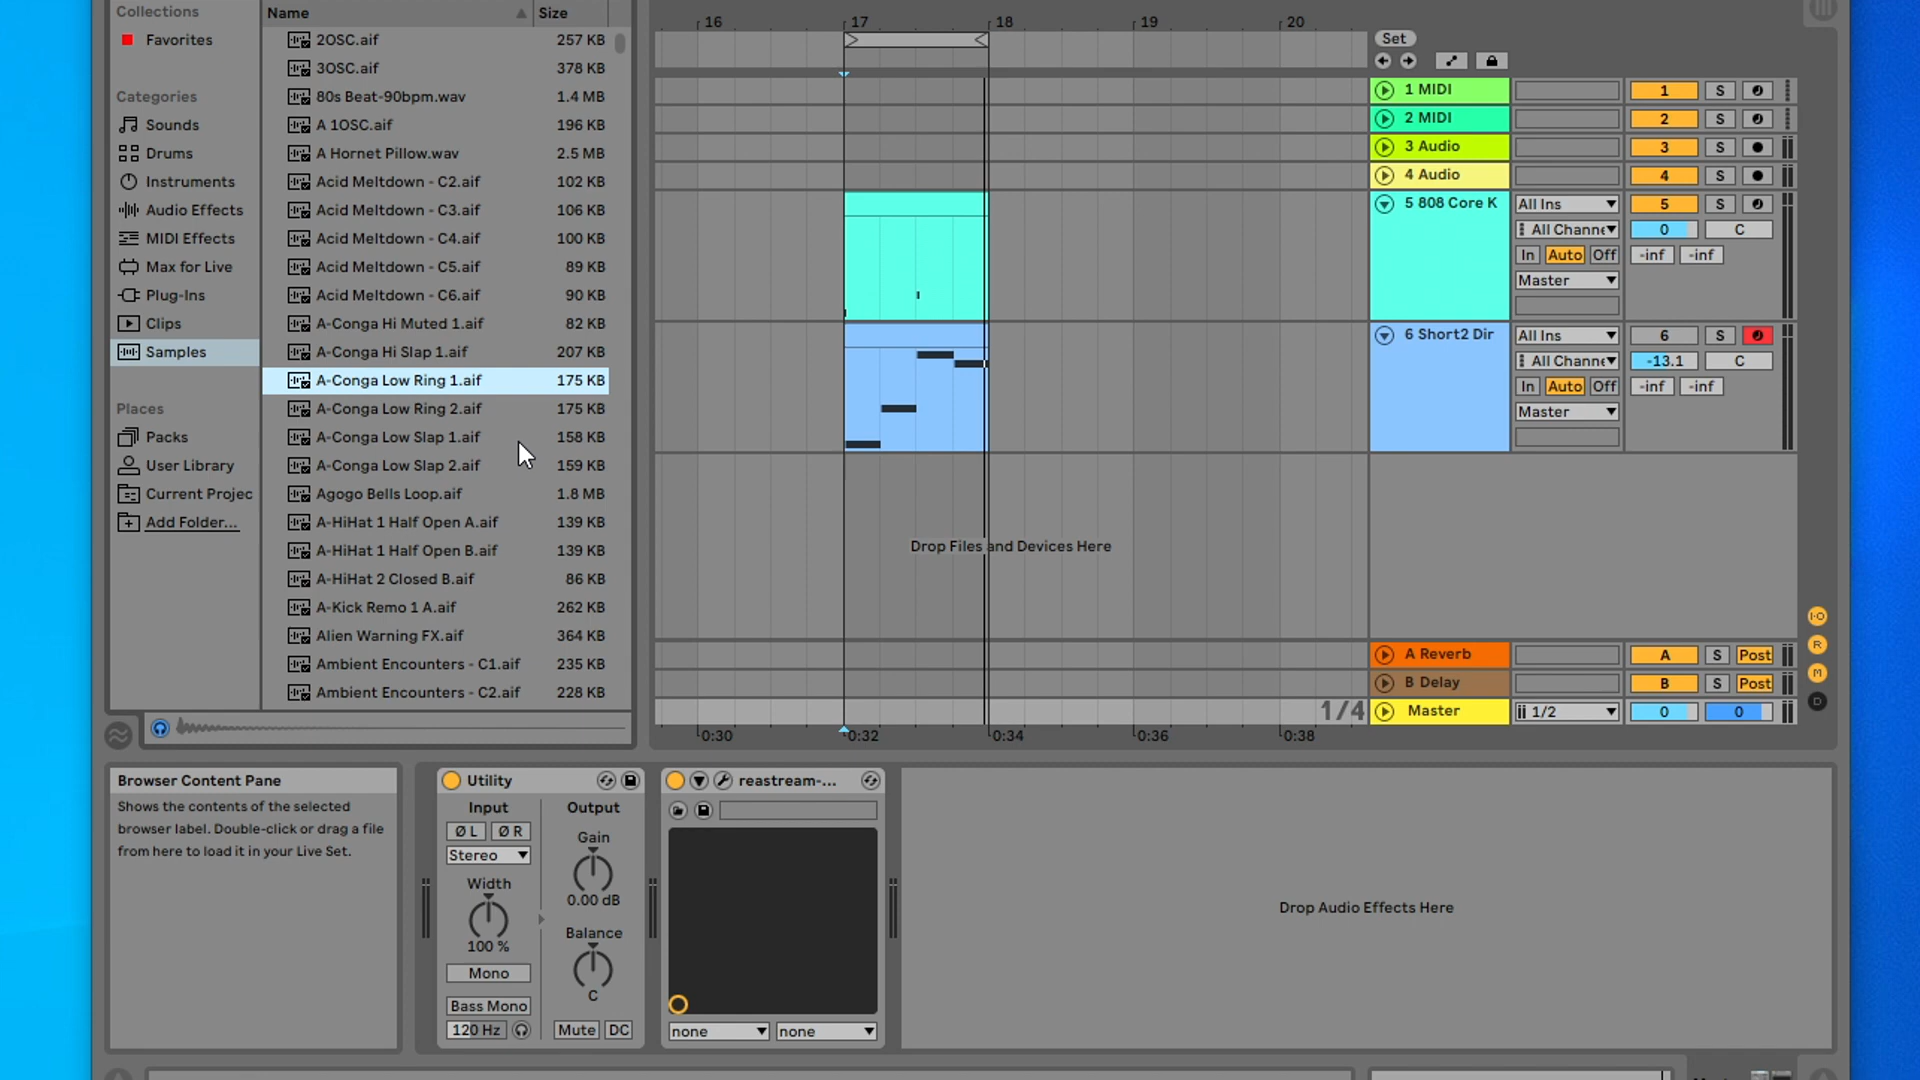 Collections
Favorites
Categories
Sounds
Drums
Instruments
Audio Effects
MIDI Effects
Max for Live
Plug-Ins
Clips
Samples
Places
Packs
User Library
Current Projec
Add Folder...
Name Size
2OSC.aif 257 KB
3OSC.aif 378 KB
80s Beat-90bpm.wav 1.4 MB
A 1OSC.aif 196 KB
A Hornet Pillow.wav 2.5 MB
Acid Meltdown - C2.aif 102 KB
Acid Meltdown - C3.aif 106 KB
Acid Meltdown - C4.aif 100 KB
Acid Meltdown - C5.aif 89 KB
Acid Meltdown - C6.aif 90 KB
A-Conga Hi Muted 1.aif 82 KB
A-Conga Hi Slap 1.aif 207 KB
A-Conga Low Ring 1.aif 175 KB
A-Conga Low Ring 2.aif 175 KB
A-Conga Low Slap 1.aif 158 KB
A-Conga Low Slap 2.aif 159 KB
Agogo Bells Loop.aif 1.8 MB
A-HiHat 1 Half Open A.aif 139 KB
A-HiHat 1 Half Open B.aif 139 KB
A-HiHat 2 Closed B.aif 86 KB
A-Kick Remo 1 A.aif 262 KB
Alien Warning FX.aif 364 KB
Ambient Encounters - C1.aif 235 KB
Ambient Encounters - C2.aif 228 KB
16 17 18 19 20
Set
1 MIDI 1 S
2 MIDI 2 S
3 Audio 3 S
4 Audio 4 S
5 808 Core K All Ins 5 S
All Channe 0 C
In Auto Off -inf -inf
Master
6 Short2 Dir All Ins 6 S
All Channe -13.1 C
In Auto Off -inf -inf
Master
Drop Files and Devices Here
A Reverb A S Post
B Delay B S Post
1/4 Master 1/2 0 0
0:30 0:32 0:34 0:36 0:38
I·O
R
M
D
Browser Content Pane
Shows the contents of the selected
browser label. Double-click or drag a file
from here to load it in your Live Set.
Utility
Input Output
Ø L Ø R
Gain
Stereo
Width
0.00 dB
Balance
100 %
Mono
C
Bass Mono
120 Hz Mute DC
reastream-...
none none
Drop Audio Effects Here